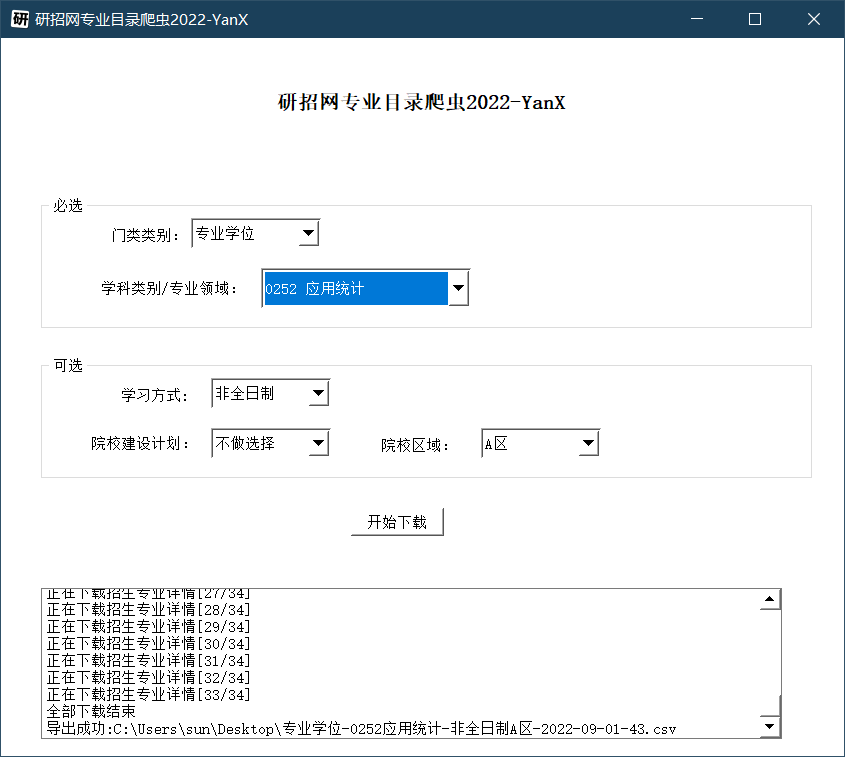 研招网专业目录爬虫2022-YanX
研招网专业目录爬虫2022-YanX
必选
门类类别： 专业学位
学科类别/专业领域： 0252 应用统计
可选
学习方式： 非全日制
院校建设计划： 不做选择 院校区域： A区
开始下载
正在下载招生专业详情[27/34]
正在下载招生专业详情[28/34]
正在下载招生专业详情[29/34]
正在下载招生专业详情[30/34]
正在下载招生专业详情[31/34]
正在下载招生专业详情[32/34]
正在下载招生专业详情[33/34]
全部下载结束
导出成功:C:\Users\sun\Desktop\专业学位-0252应用统计-非全日制A区-2022-09-01-43.csv